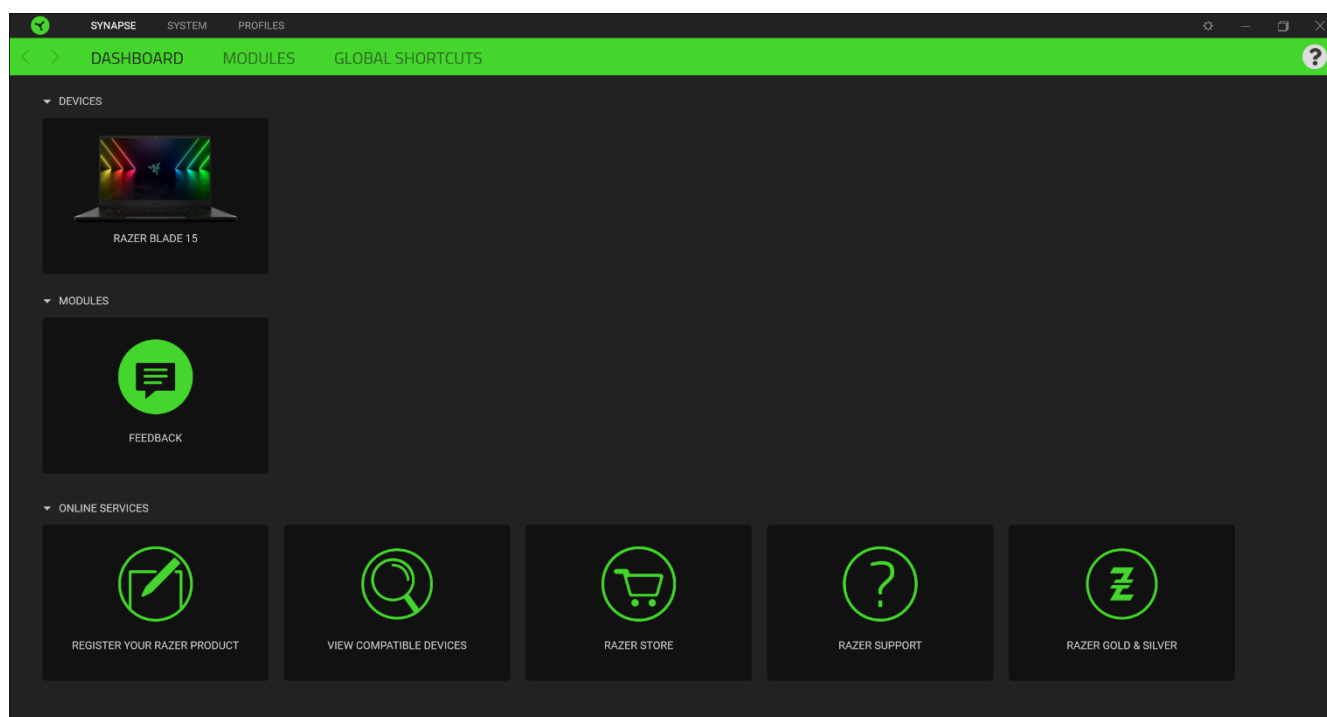 SYNAPSE SYSTEM PROFILES
DASHBOARD MODULES GLOBAL SHORTCUTS ?
DEVICES
RAZER BLADE 15
MODULES
FEEDBACK
ONLINE SERVICES
REGISTER YOUR RAZER PRODUCT
VIEW COMPATIBLE DEVICES
RAZER STORE
RAZER SUPPORT
RAZER GOLD & SILVER